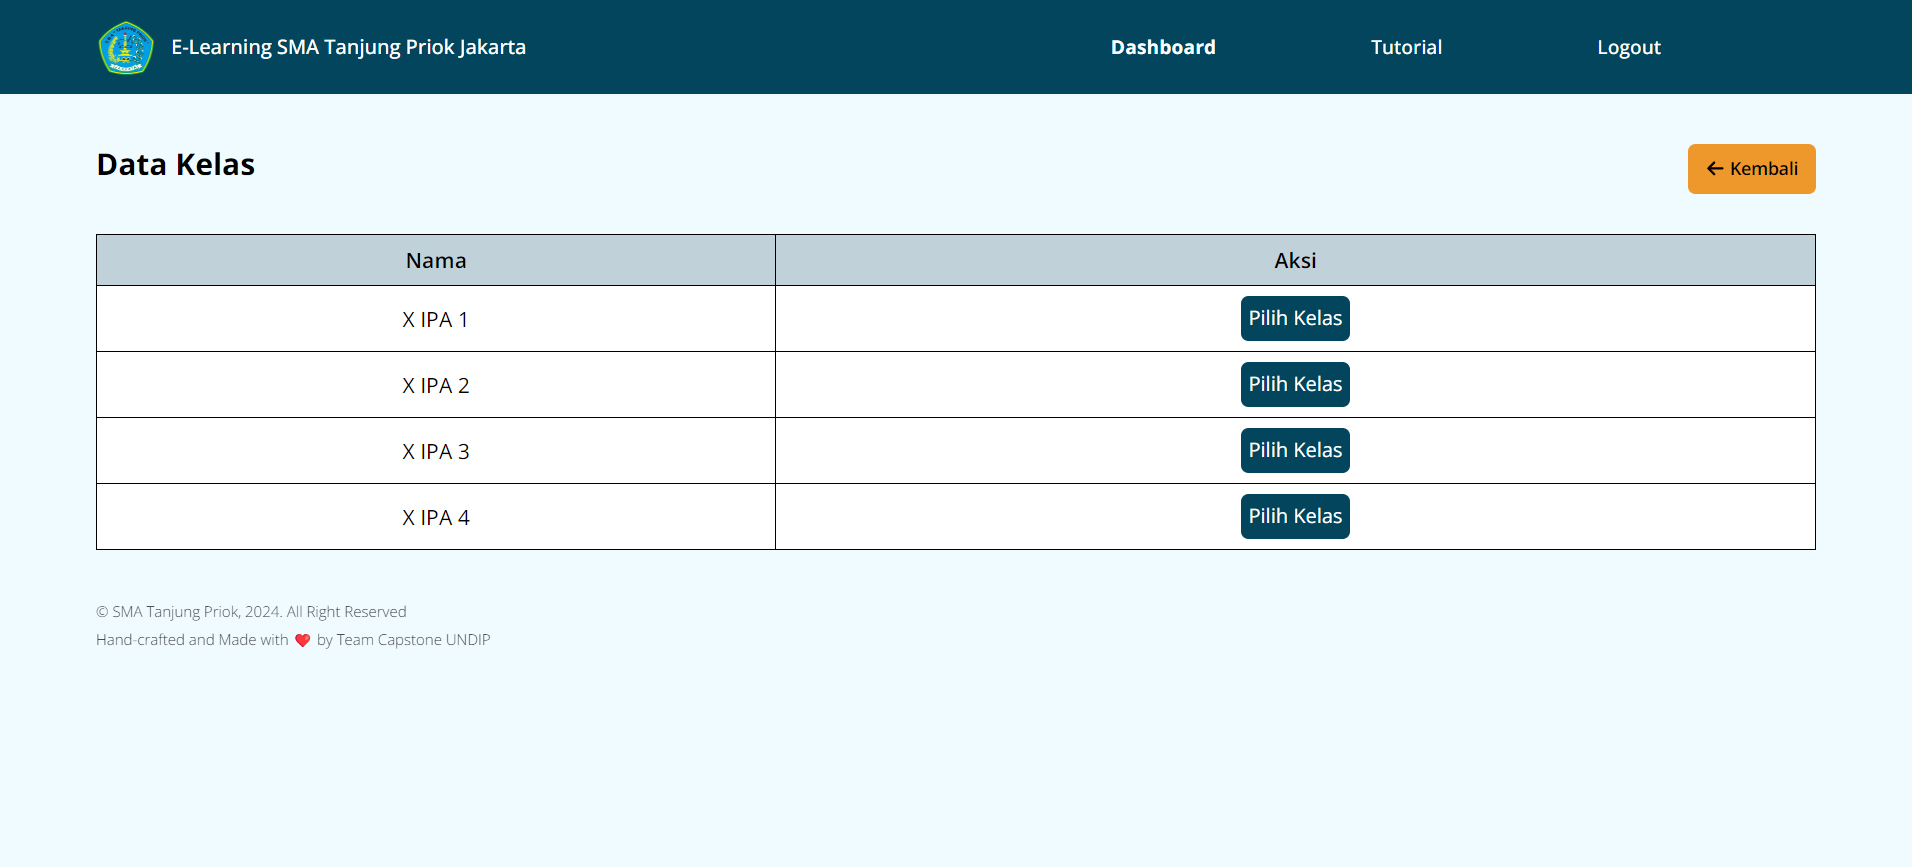 E-Learning SMA Tanjung Priok Jakarta
Dashboard
Tutorial
Logout
Data Kelas
← Kembali
Nama
Aksi
X IPA 1
Pilih Kelas
X IPA 2
Pilih Kelas
X IPA 3
Pilih Kelas
X IPA 4
Pilih Kelas
© SMA Tanjung Priok, 2024. All Right Reserved
Hand-crafted and Made with ❤️ by Team Capstone UNDIP